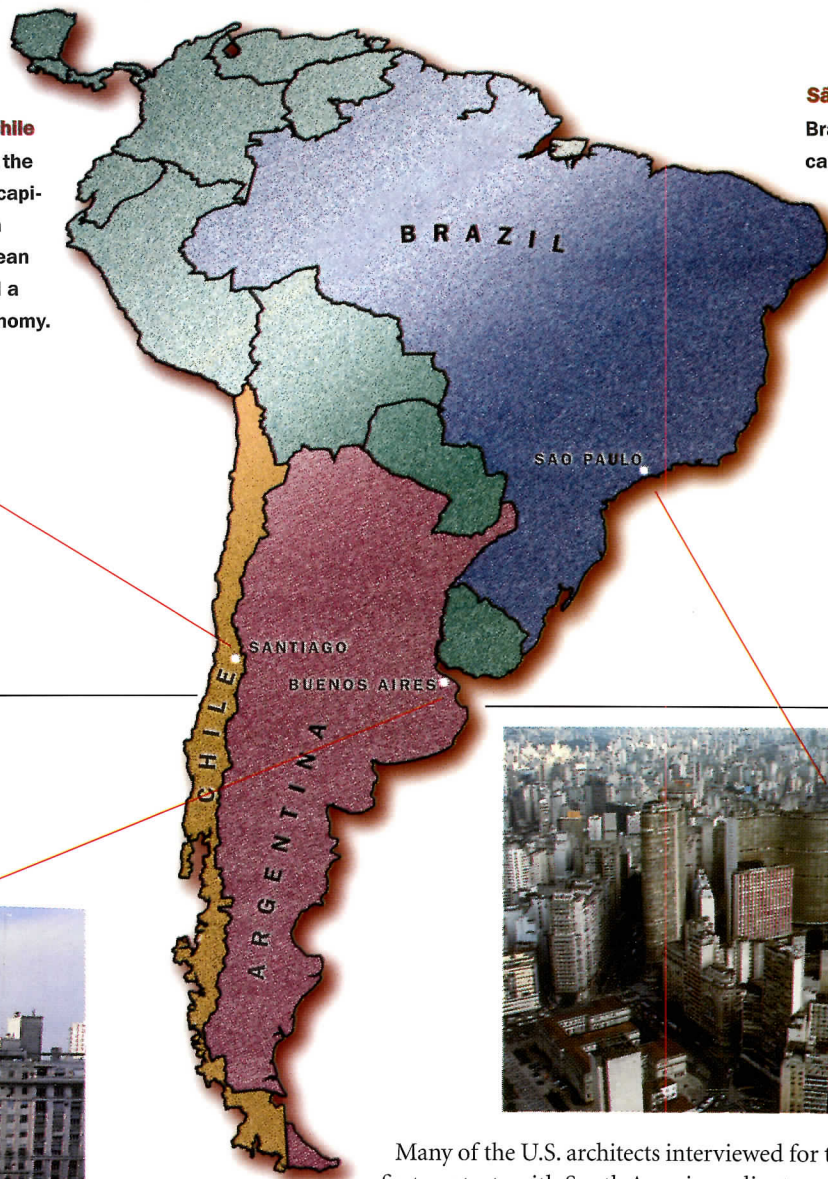 hile
the
capi-
ean
a
nomy.
Sã
Bra
ca
BRAZIL
SAO PAULO
SANTIAGO
BUENOS AIRES
CHILE
ARGENTINA
Many of the U.S. architects interviewed for t